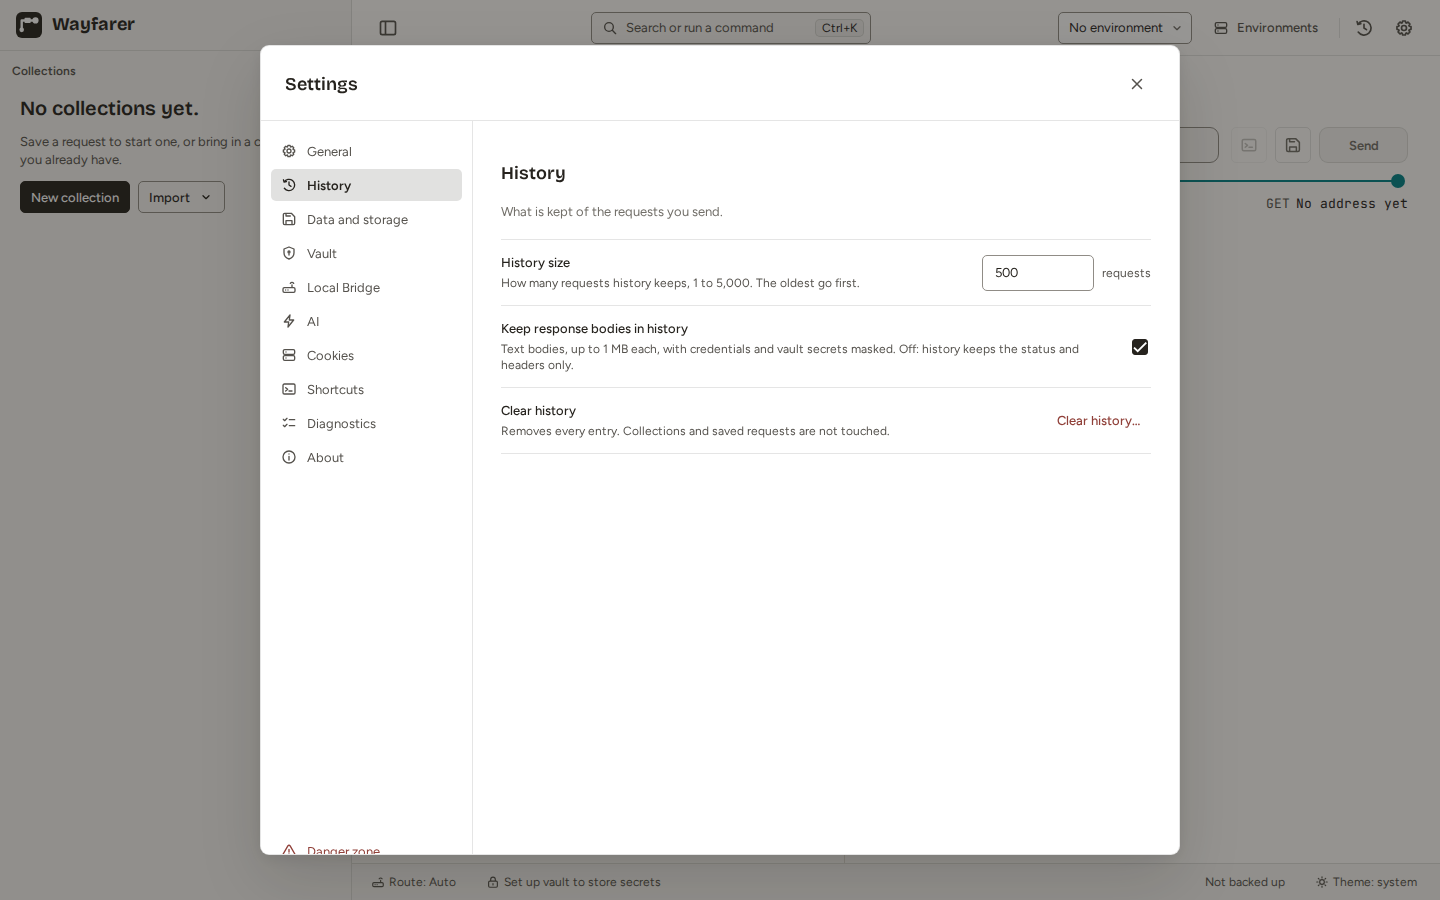 Wayfarer
Search or run a command
Ctrl+K
No environment
Environments
Collections
No collections yet.
Save a request to start one, or bring in a c
you already have.
New collection
Import
Send
GET No address yet
Settings
General
History
Data and storage
Vault
Local Bridge
AI
Cookies
Shortcuts
Diagnostics
About
Danger zone
History
What is kept of the requests you send.
History size
How many requests history keeps, 1 to 5,000. The oldest go first.
500
requests
Keep response bodies in history
Text bodies, up to 1 MB each, with credentials and vault secrets masked. Off: history keeps the status and
headers only.
Clear history
Removes every entry. Collections and saved requests are not touched.
Clear history...
Route: Auto
Set up vault to store secrets
Not backed up
Theme: system